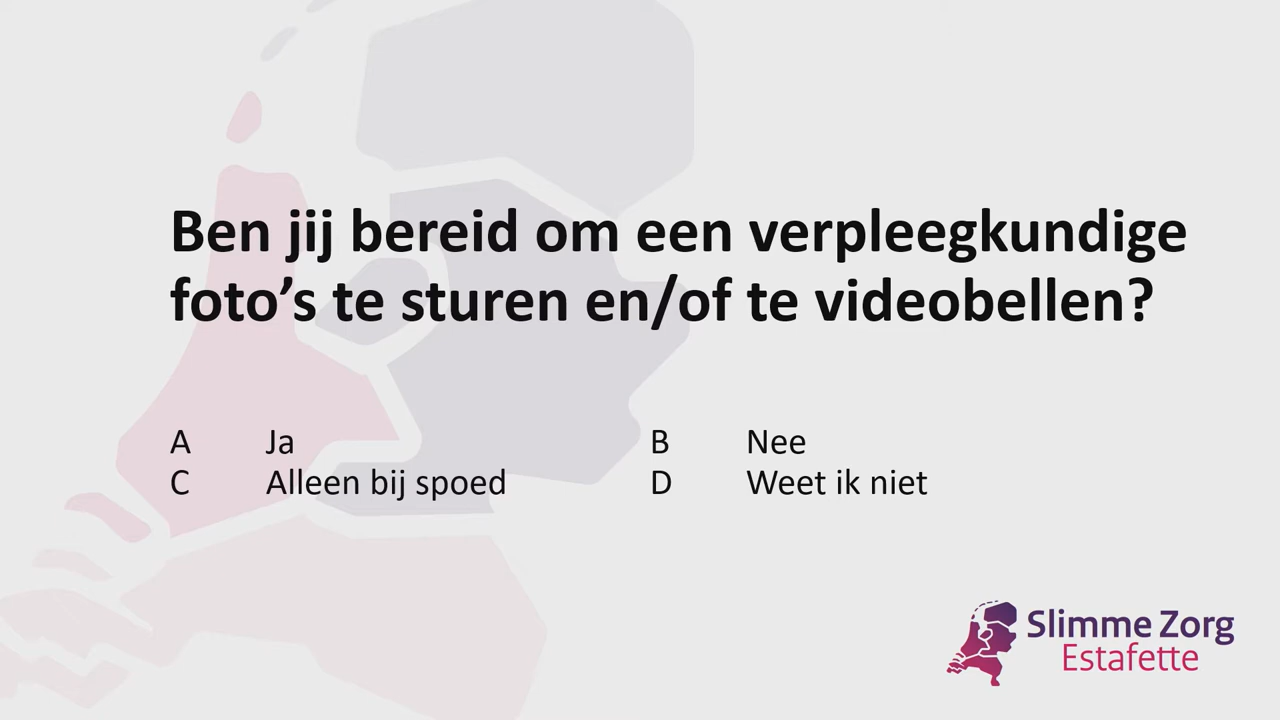 Ben jij bereid om een verpleegkundige
foto’s te sturen en/of te videobellen?
A Ja B Nee
C Alleen bij spoed D Weet ik niet
Slimme Zorg
Estafette